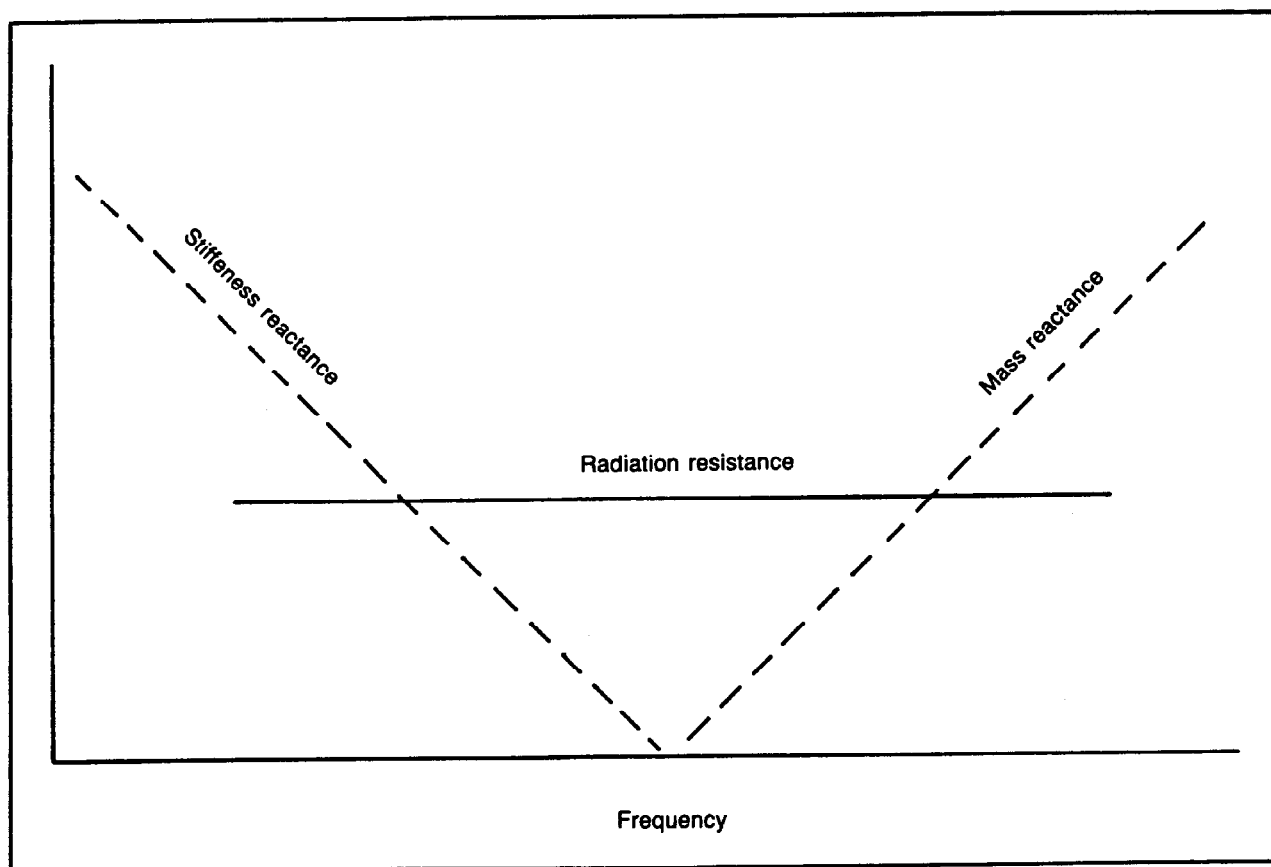 Stiffeness reactance
Mass reactance
Radiation resistance
Frequency